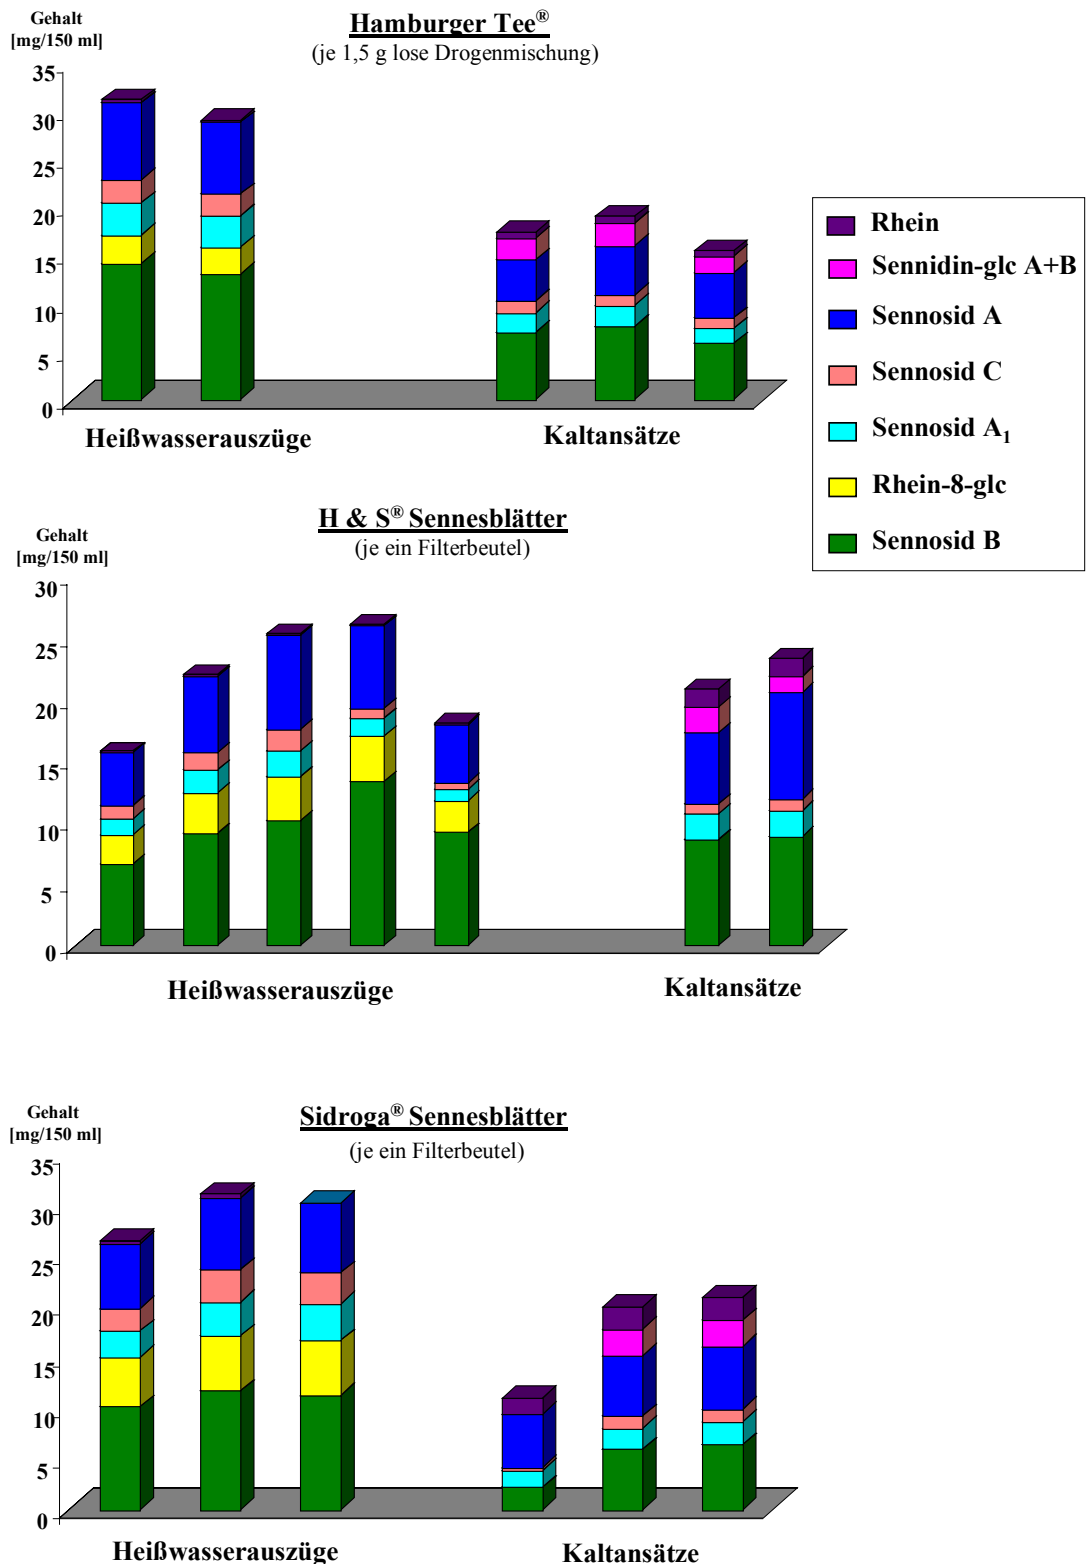 Gehalt
[mg/150 ml]
Hamburger Tee®
(je 1,5 g lose Drogenmischung)
35
30
25
20
15
10
5
0
Heißwasserauszüge
Kaltansätze
Rhein
Sennidin-glc A+B
Sennosid A
Sennosid C
Sennosid A₁
Rhein-8-glc
Sennosid B
Gehalt
[mg/150 ml]
H & S® Sennesblätter
(je ein Filterbeutel)
30
25
20
15
10
5
0
Heißwasserauszüge
Kaltansätze
Gehalt
[mg/150 ml]
Sidroga® Sennesblätter
(je ein Filterbeutel)
35
30
25
20
15
10
5
0
Heißwasserauszüge
Kaltansätze